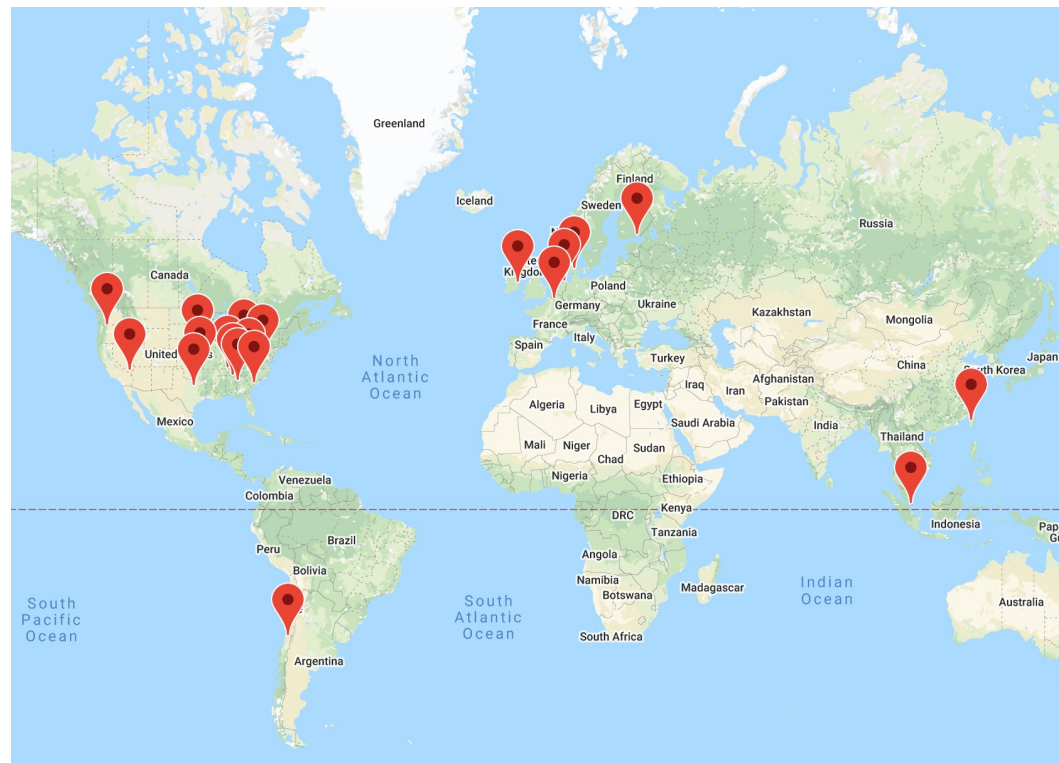 Greenland
Iceland
Finland
Sweden
Russia
Canada
Kingdom
Poland
Germany
Ukraine
Kazakhstan
Mongolia
France
Italy
Spain
Turkey
United
North
Atlantic
Ocean
China
South Korea
Japan
Iraq
Iran
Afghanistan
Pakistan
Algeria
Libya
Egypt
Saudi Arabia
India
Mexico
Mali
Niger
Sudan
Chad
Thailand
Nigeria
Ethiopia
Venezuela
Colombia
DRC
Kenya
Tanzania
Indonesia
Peru
Brazil
Bolivia
Angola
Namibia
Botswana
Madagascar
Indian
Ocean
Australia
South
Pacific
Ocean
South
Atlantic
Ocean
South Africa
Argentina